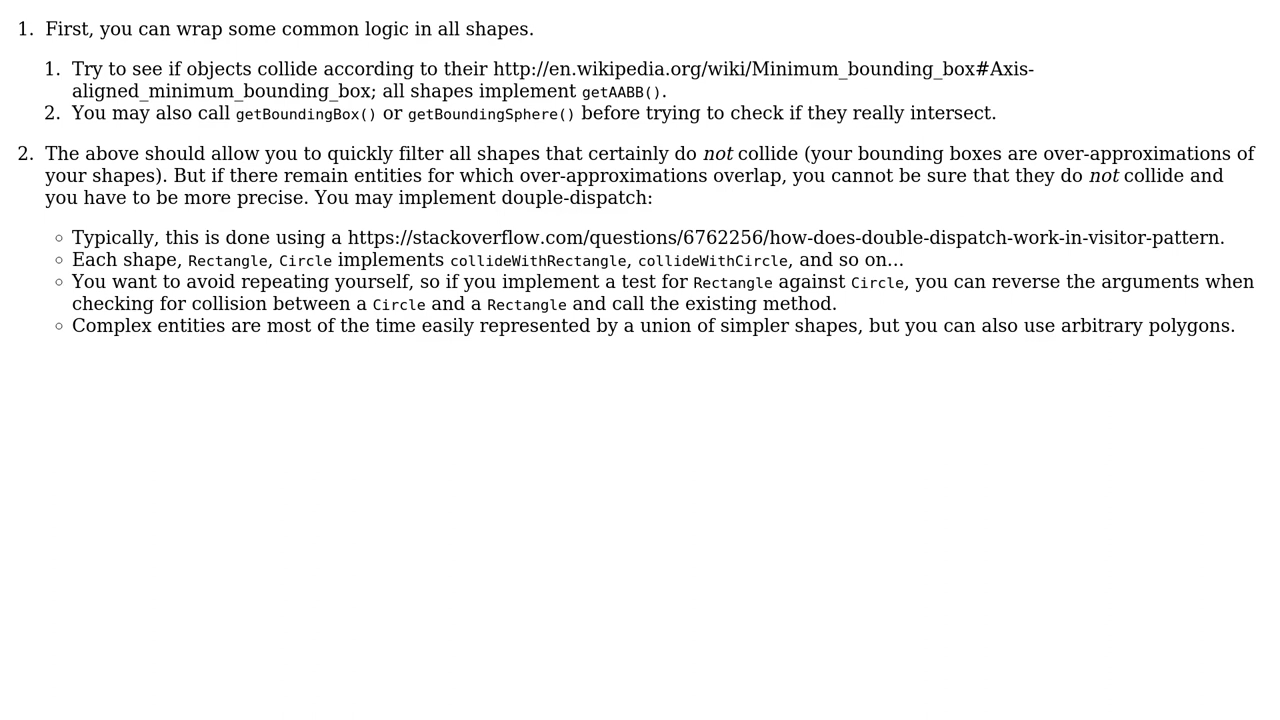 1. First, you can wrap some common logic in all shapes.
1. Try to see if objects collide according to their http://en.wikipedia.org/wiki/Minimum_bounding_box#Axis-
aligned_minimum_bounding_box; all shapes implement getAABB().
2. You may also call getBoundingBox() or getBoundingSphere() before trying to check if they really intersect.
2. The above should allow you to quickly filter all shapes that certainly do not collide (your bounding boxes are over-approximations of
your shapes). But if there remain entities for which over-approximations overlap, you cannot be sure that they do not collide and
you have to be more precise. You may implement douple-dispatch:
◦ Typically, this is done using a https://stackoverflow.com/questions/6762256/how-does-double-dispatch-work-in-visitor-pattern.
◦ Each shape, Rectangle, Circle implements collideWithRectangle, collideWithCircle, and so on...
◦ You want to avoid repeating yourself, so if you implement a test for Rectangle against Circle, you can reverse the arguments when
checking for collision between a Circle and a Rectangle and call the existing method.
◦ Complex entities are most of the time easily represented by a union of simpler shapes, but you can also use arbitrary polygons.